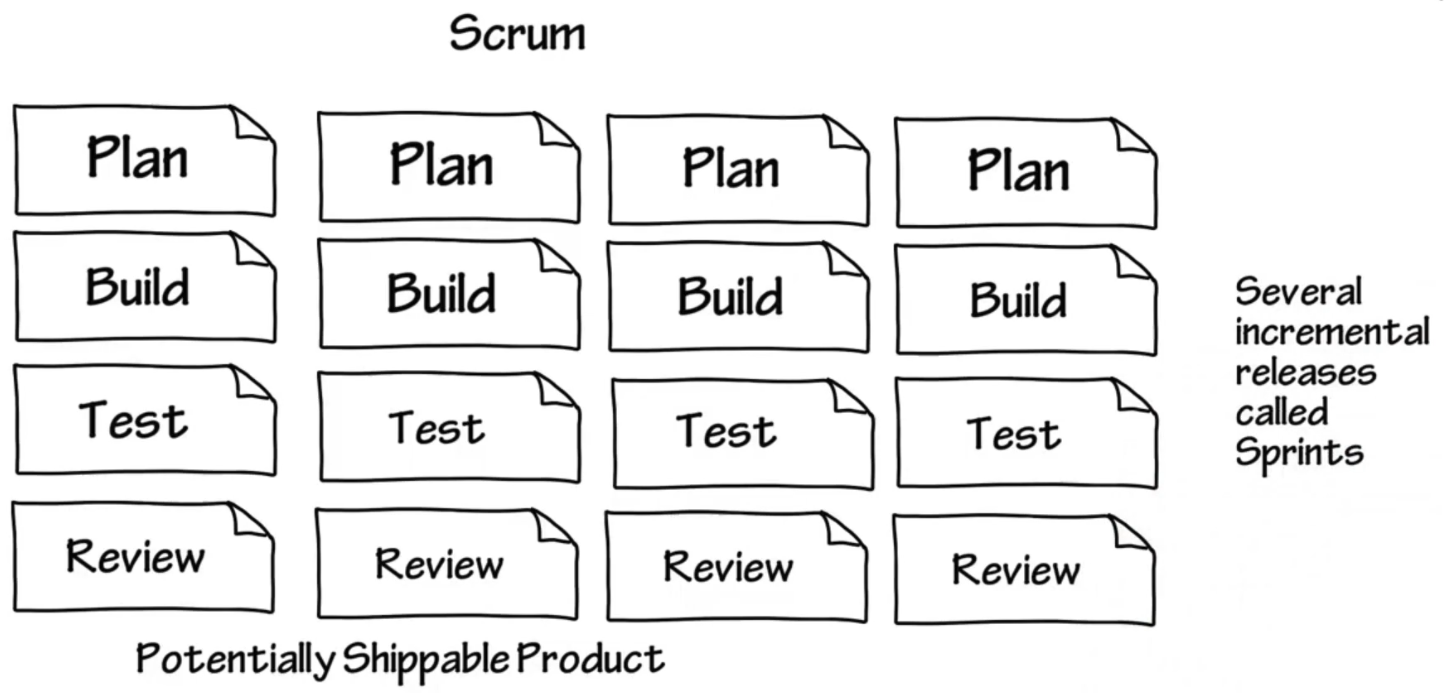 Scrum
Plan
Plan
Plan
Plan
Build
Build
Build
Build
Test
Test
Test
Test
Review
Review
Review
Review
Several
incremental
releases
called
Sprints
Potentially Shippable Product